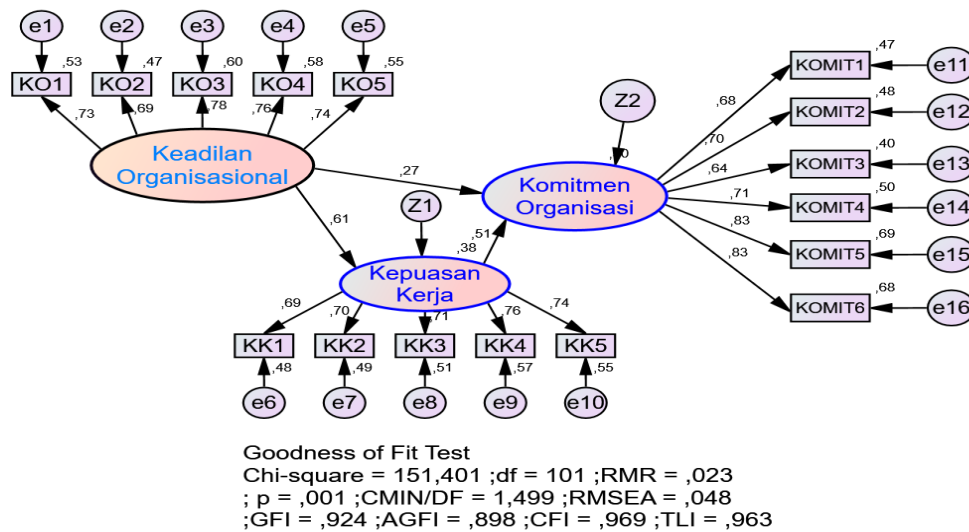 e1 e2 e3 e4 e5
,53 ,47 ,60 ,58 ,55
KO1 KO2 KO3 KO4 KO5
,73 ,69 ,78 ,76 ,74
Keadilan
Organisasional
,27
,61
Z1
Z2
Komitmen
Organisasi
,51
,38
Kepuasan
Kerja
,69 ,70 ,71 ,76 ,74
KK1 KK2 KK3 KK4 KK5
,48 ,49 ,51 ,57 ,55
e6 e7 e8 e9 e10
,68 KOMIT1 ,47 e11
,70 KOMIT2 ,48 e12
,64 KOMIT3 ,40 e13
,71 KOMIT4 ,50 e14
,83 KOMIT5 ,69 e15
,83 KOMIT6 ,68 e16
Goodness of Fit Test
Chi-square = 151,401 ;df = 101 ;RMR = ,023
; p = ,001 ;CMIN/DF = 1,499 ;RMSEA = ,048
;GFI = ,924 ;AGFI = ,898 ;CFI = ,969 ;TLI = ,963